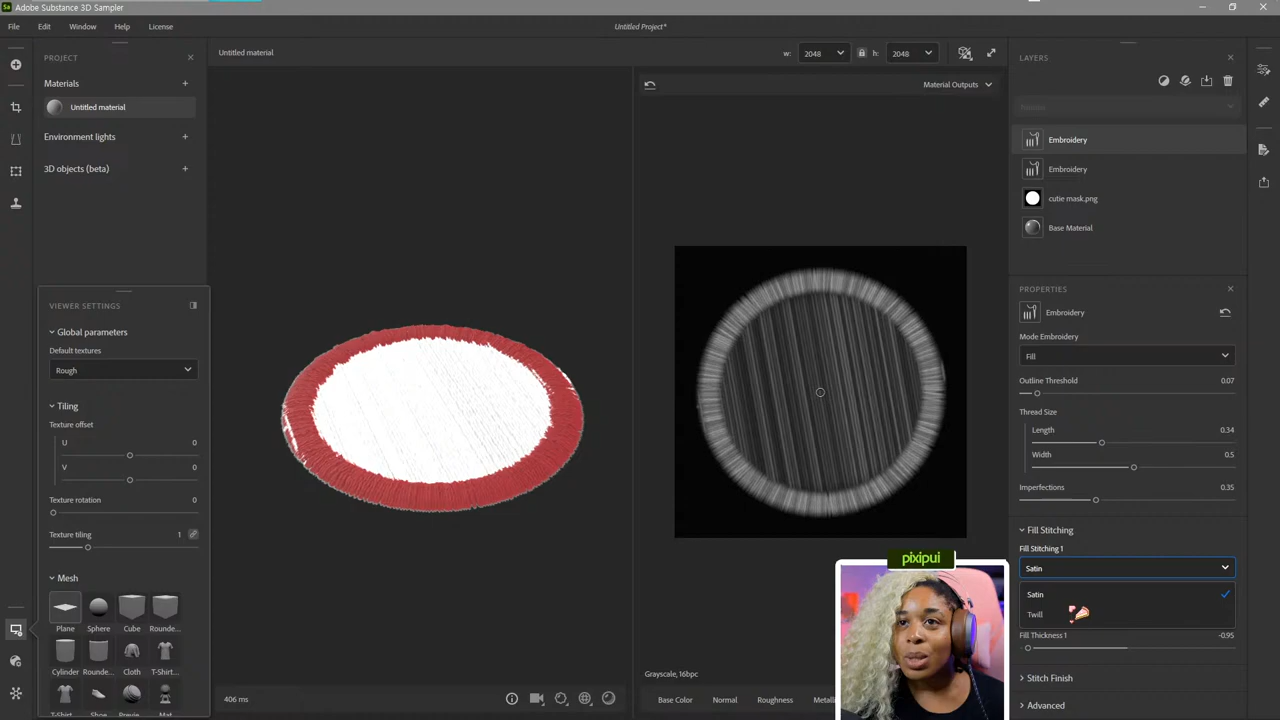 Adobe Substance 3D Sampler
File Edit Window Help License
Untitled Project*
PROJECT
Materials
Untitled material
Environment lights
3D objects (beta)
Untitled material
w: 2048 h: 2048
Material Outputs
LAYERS
Embroidery
Embroidery
cutie mask.png
Base Material
PROPERTIES
Embroidery
Mode Embroidery
Fill
Outline Threshold 0.07
Thread Size
Length 0.34
Width 0.5
Imperfections 0.35
Fill Stitching
Fill Stitching 1
Satin
Satin
Twill
Fill Thickness 1 -0.95
Stitch Finish
Advanced
VIEWER SETTINGS
Global parameters
Default textures
Rough
Tiling
Texture offset
U 0
V 0
Texture rotation 0
Texture tiling 1
Mesh
Plane Sphere Cube Rounde...
Cylinder Rounde... Cloth T-Shirt...
T-Shirt... Shoe Previe... Mat
406 ms
Grayscale, 16bpc
Base Color Normal Roughness Metalli
pixipui